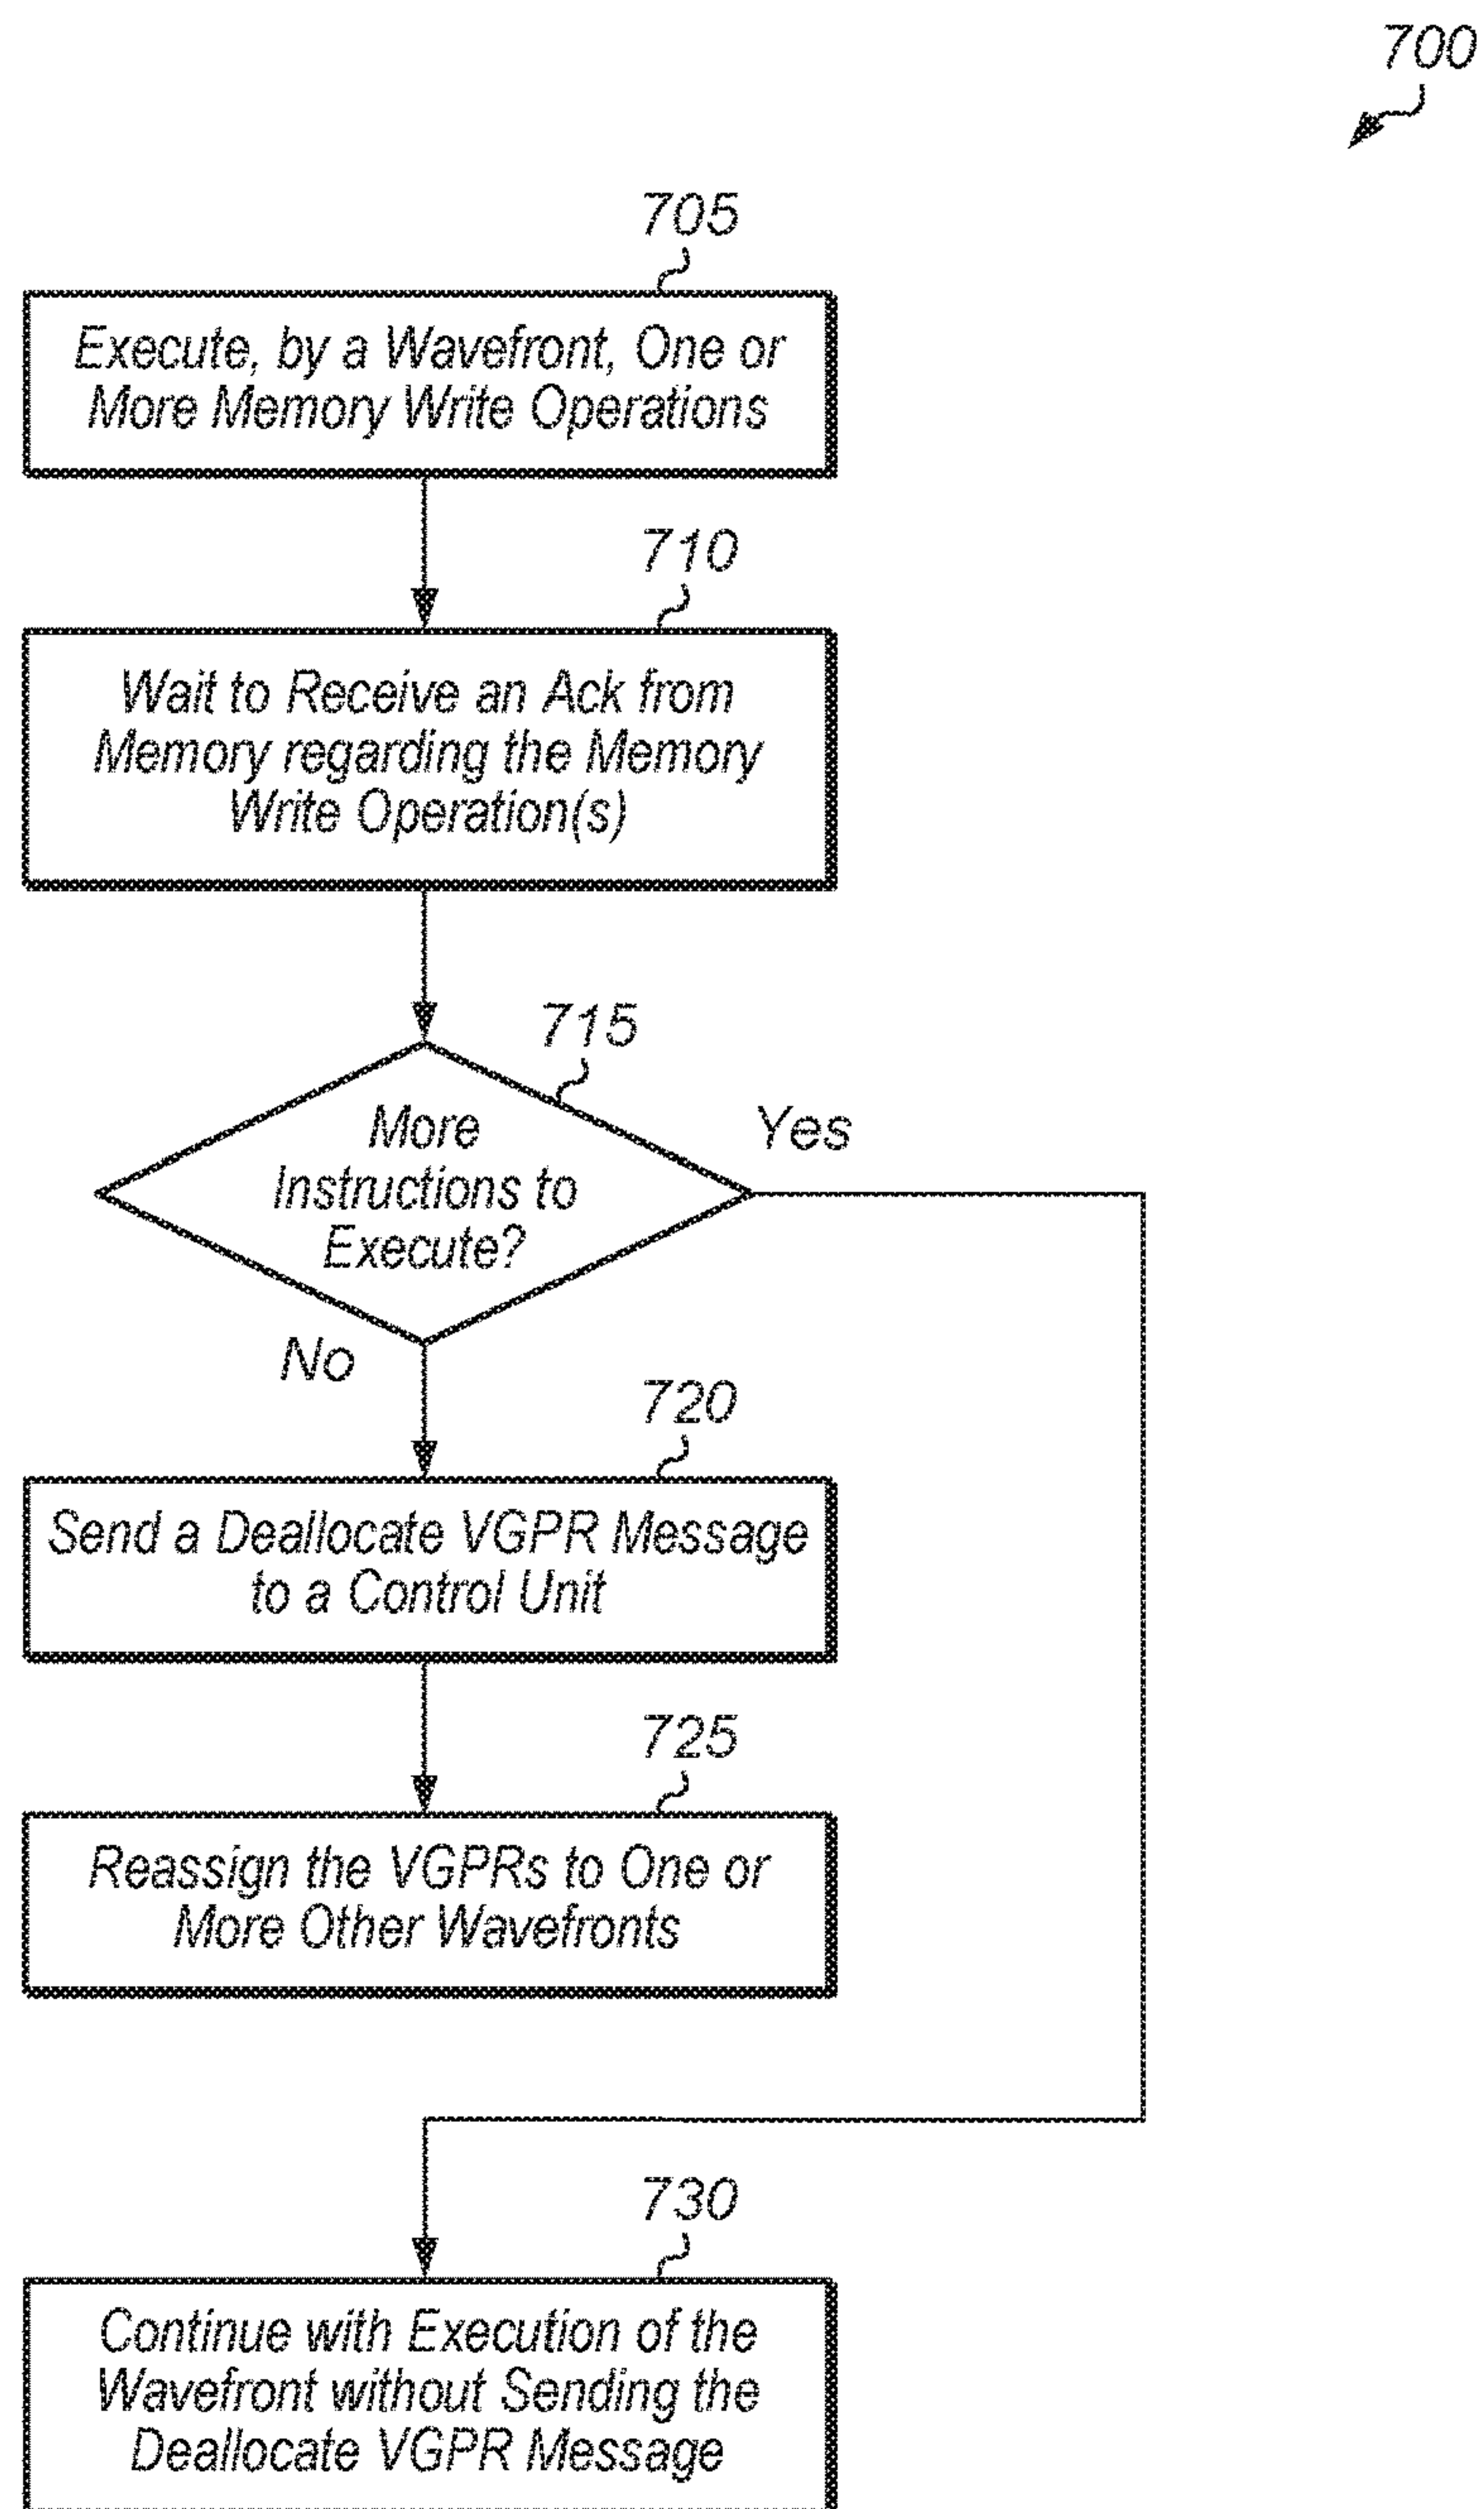 700
705
Execute, by a Wavefront, One or
More Memory Write Operations
710
Wait to Receive an Ack from
Memory regarding the Memory
Write Operation(s)
715
More
Instructions to
Execute?
Yes
No
720
Send a Deallocate VGPR Message
to a Control Unit
725
Reassign the VGPRs to One or
More Other Wavefronts
730
Continue with Execution of the
Wavefront without Sending the
Deallocate VGPR Message